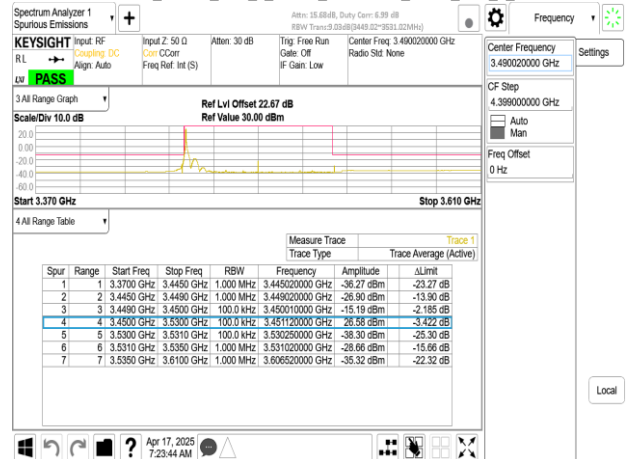 Spectrum Analyzer 1
Spurious Emissions
Attn: 15.68dB, Duty Corr: 6.99 dB
RBW Trans:9.03dB(3449.02~3531.02MHz)
Frequency
KEYSIGHT
RL
LXI
PASS
Input: RF
Coupling: DC
Align: Auto
Input Z: 50 Ω
Corr CCorr
Freq Ref: Int (S)
Atten: 30 dB
Trig: Free Run
Gate: Off
IF Gain: Low
Center Freq: 3.490020000 GHz
Radio Std: None
Center Frequency
3.490020000 GHz
Settings
CF Step
4.399000000 GHz
Auto
Man
Freq Offset
0 Hz
3 All Range Graph
Scale/Div 10.0 dB
Ref Lvl Offset 22.67 dB
Ref Value 30.00 dBm
20.0
0.00
-20.0
-40.0
-60.0
Start 3.370 GHz
Stop 3.610 GHz
4 All Range Table
Measure Trace Trace 1
Trace Type Trace Average (Active)
Spur Range Start Freq Stop Freq RBW Frequency Amplitude ΔLimit
1 1 3.3700 GHz 3.4450 GHz 1.000 MHz 3.445020000 GHz -36.27 dBm -23.27 dB
2 2 3.4450 GHz 3.4490 GHz 1.000 MHz 3.449020000 GHz -26.90 dBm -13.90 dB
3 3 3.4490 GHz 3.4500 GHz 100.0 kHz 3.450010000 GHz -15.19 dBm -2.185 dB
4 4 3.4500 GHz 3.5300 GHz 100.0 kHz 3.451120000 GHz 26.58 dBm -3.422 dB
5 5 3.5300 GHz 3.5310 GHz 100.0 kHz 3.530250000 GHz -38.30 dBm -25.30 dB
6 6 3.5310 GHz 3.5350 GHz 1.000 MHz 3.531020000 GHz -28.66 dBm -15.66 dB
7 7 3.5350 GHz 3.6100 GHz 1.000 MHz 3.606520000 GHz -35.32 dBm -22.32 dB
Local
?
Apr 17, 2025
7:23:44 AM